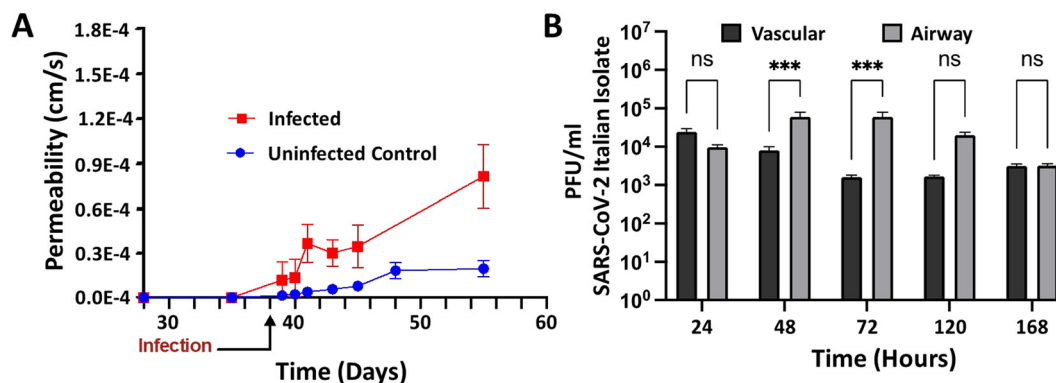 A
1.8E-4
1.5E-4
1.2E-4
0.9E-4
0.6E-4
0.3E-4
0.0E-4
Permeability (cm/s)
Infected
Uninfected Control
30 40 50 60
Infection
Time (Days)
B
Vascular Airway
ns *** *** ns ns
10⁷
10⁶
10⁵
10⁴
10³
10²
10¹
10⁰
PFU/ml
SARS-CoV-2 Italian Isolate
24 48 72 120 168
Time (Hours)